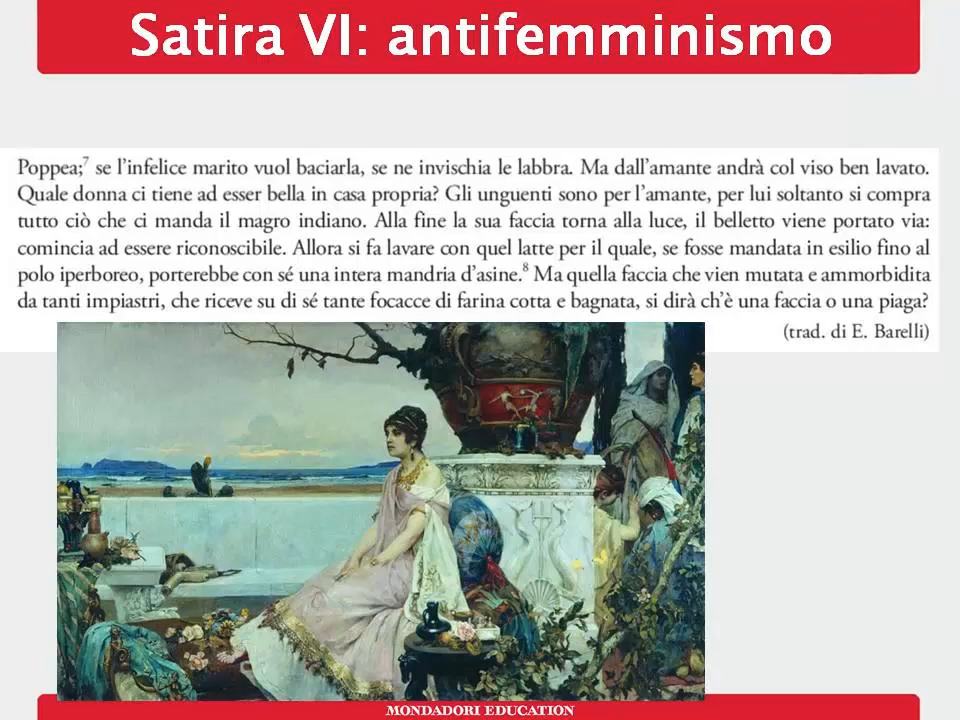 Satira VI: antifemminismo
Poppea;⁷ se l’infelice marito vuol baciarla, se ne invischia le labbra. Ma dall’amante andrà col viso ben lavato.
Quale donna ci tiene ad esser bella in casa propria? Gli unguenti sono per l’amante, per lui soltanto si compra
tutto ciò che ci manda il magro indiano. Alla fine la sua faccia torna alla luce, il belletto viene portato via:
comincia ad essere riconoscibile. Allora si fa lavare con quel latte per il quale, se fosse mandata in esilio fino al
polo iperboreo, porterebbe con sé una intera mandria d’asine.⁸ Ma quella faccia che vien mutata e ammorbidita
da tanti impiastri, che riceve su di sé tante focacce di farina cotta e bagnata, si dirà ch’è una faccia o una piaga?
(trad. di E. Barelli)
MONDADORI EDUCATION